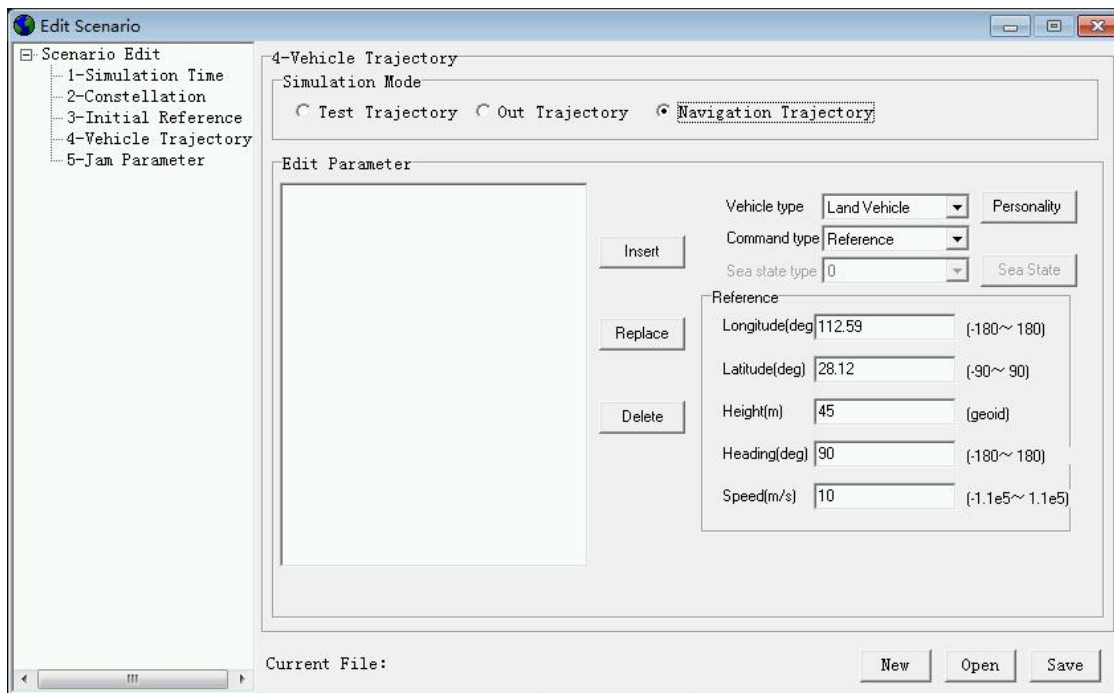 Edit Scenario
Scenario Edit
1-Simulation Time
2-Constellation
3-Initial Reference
4-Vehicle Trajectory
5-Jam Parameter
4-Vehicle Trajectory
Simulation Mode
Test Trajectory Out Trajectory Navigation Trajectory
Edit Parameter
Vehicle type Land Vehicle Personality
Command type Reference
Sea state type 0 Sea State
Insert
Replace
Delete
Reference
Longitude(deg 112.59 (-180~ 180)
Latitude(deg) 28.12 (-90~ 90)
Height(m) 45 (geoid)
Heading(deg) 90 (-180~ 180)
Speed(m/s) 10 (-1.1e5~ 1.1e5)
Current File:
New Open Save